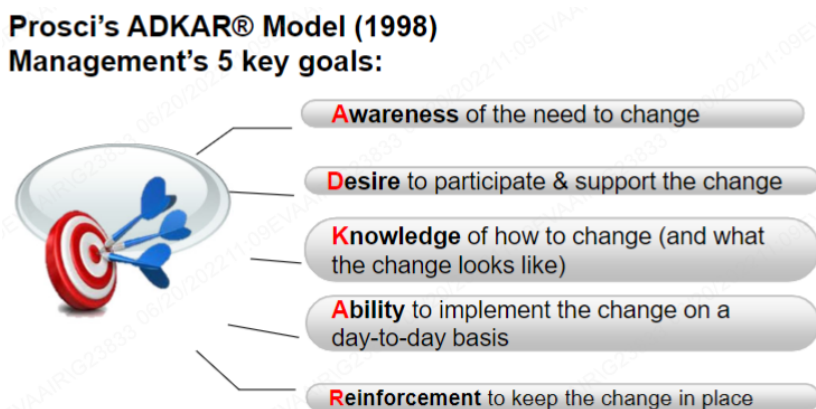 Prosci's ADKAR® Model (1998)
Management's 5 key goals:
Awareness of the need to change
Desire to participate & support the change
Knowledge of how to change (and what
the change looks like)
Ability to implement the change on a
day-to-day basis
Reinforcement to keep the change in place